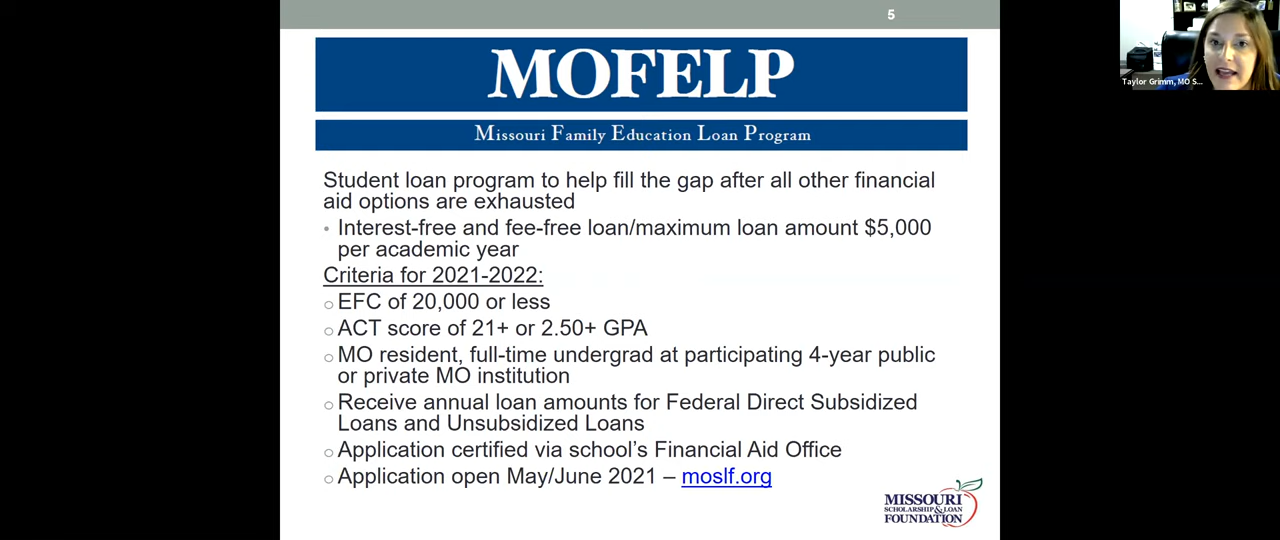 5
MOFELP
Missouri Family Education Loan Program
Student loan program to help fill the gap after all other financial
aid options are exhausted
• Interest-free and fee-free loan/maximum loan amount $5,000
per academic year
Criteria for 2021-2022:
o EFC of 20,000 or less
o ACT score of 21+ or 2.50+ GPA
o MO resident, full-time undergrad at participating 4-year public
or private MO institution
o Receive annual loan amounts for Federal Direct Subsidized
Loans and Unsubsidized Loans
o Application certified via school’s Financial Aid Office
o Application open May/June 2021 – moslf.org
MISSOURI
SCHOLARSHIP & LOAN
FOUNDATION
Taylor Grimm, MO S...